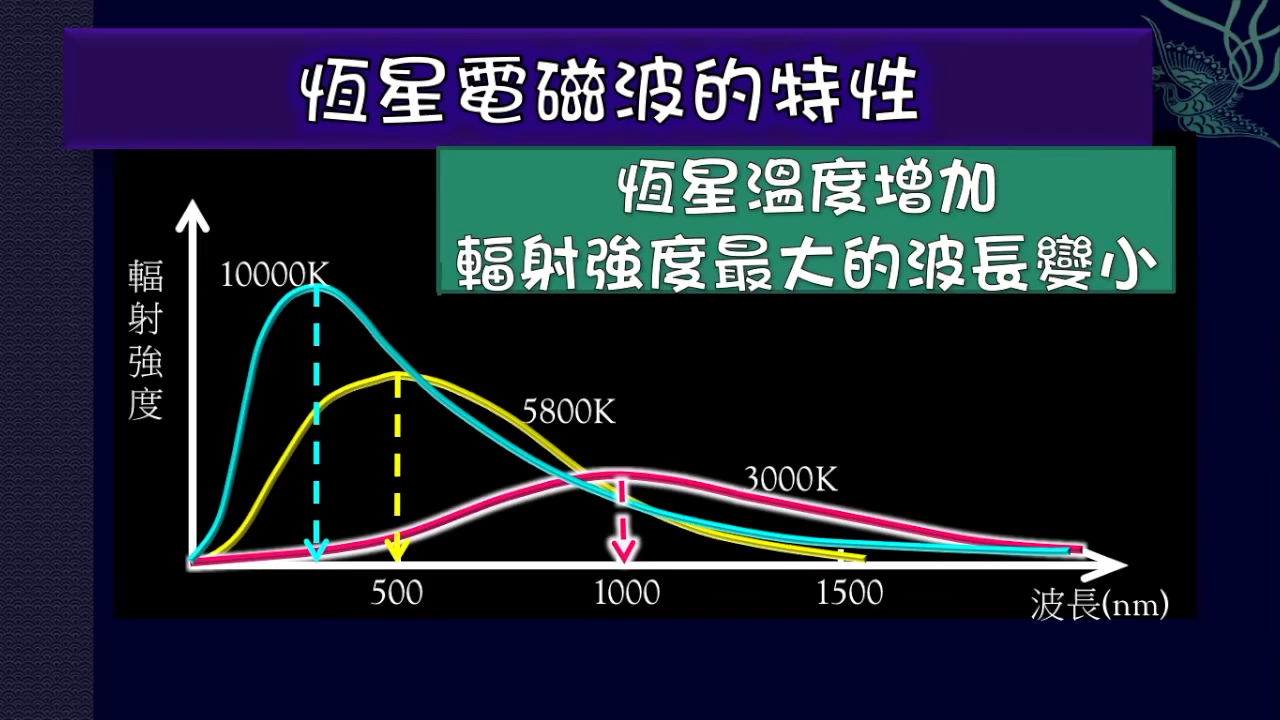 恆星電磁波的特性
恆星溫度增加
輻射強度最大的波長變小
輻射強度
10000K
5800K
3000K
500
1000
1500
波長(nm)